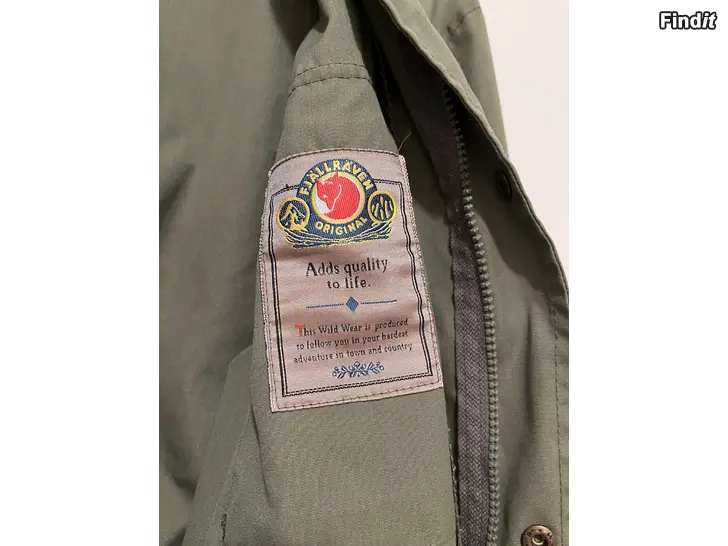 Findit
FJÄLLRÄVEN
ORIGINAL
Adds quality
to life.
This Wild Wear is produced
to follow you in your hardest
adventure in town and country